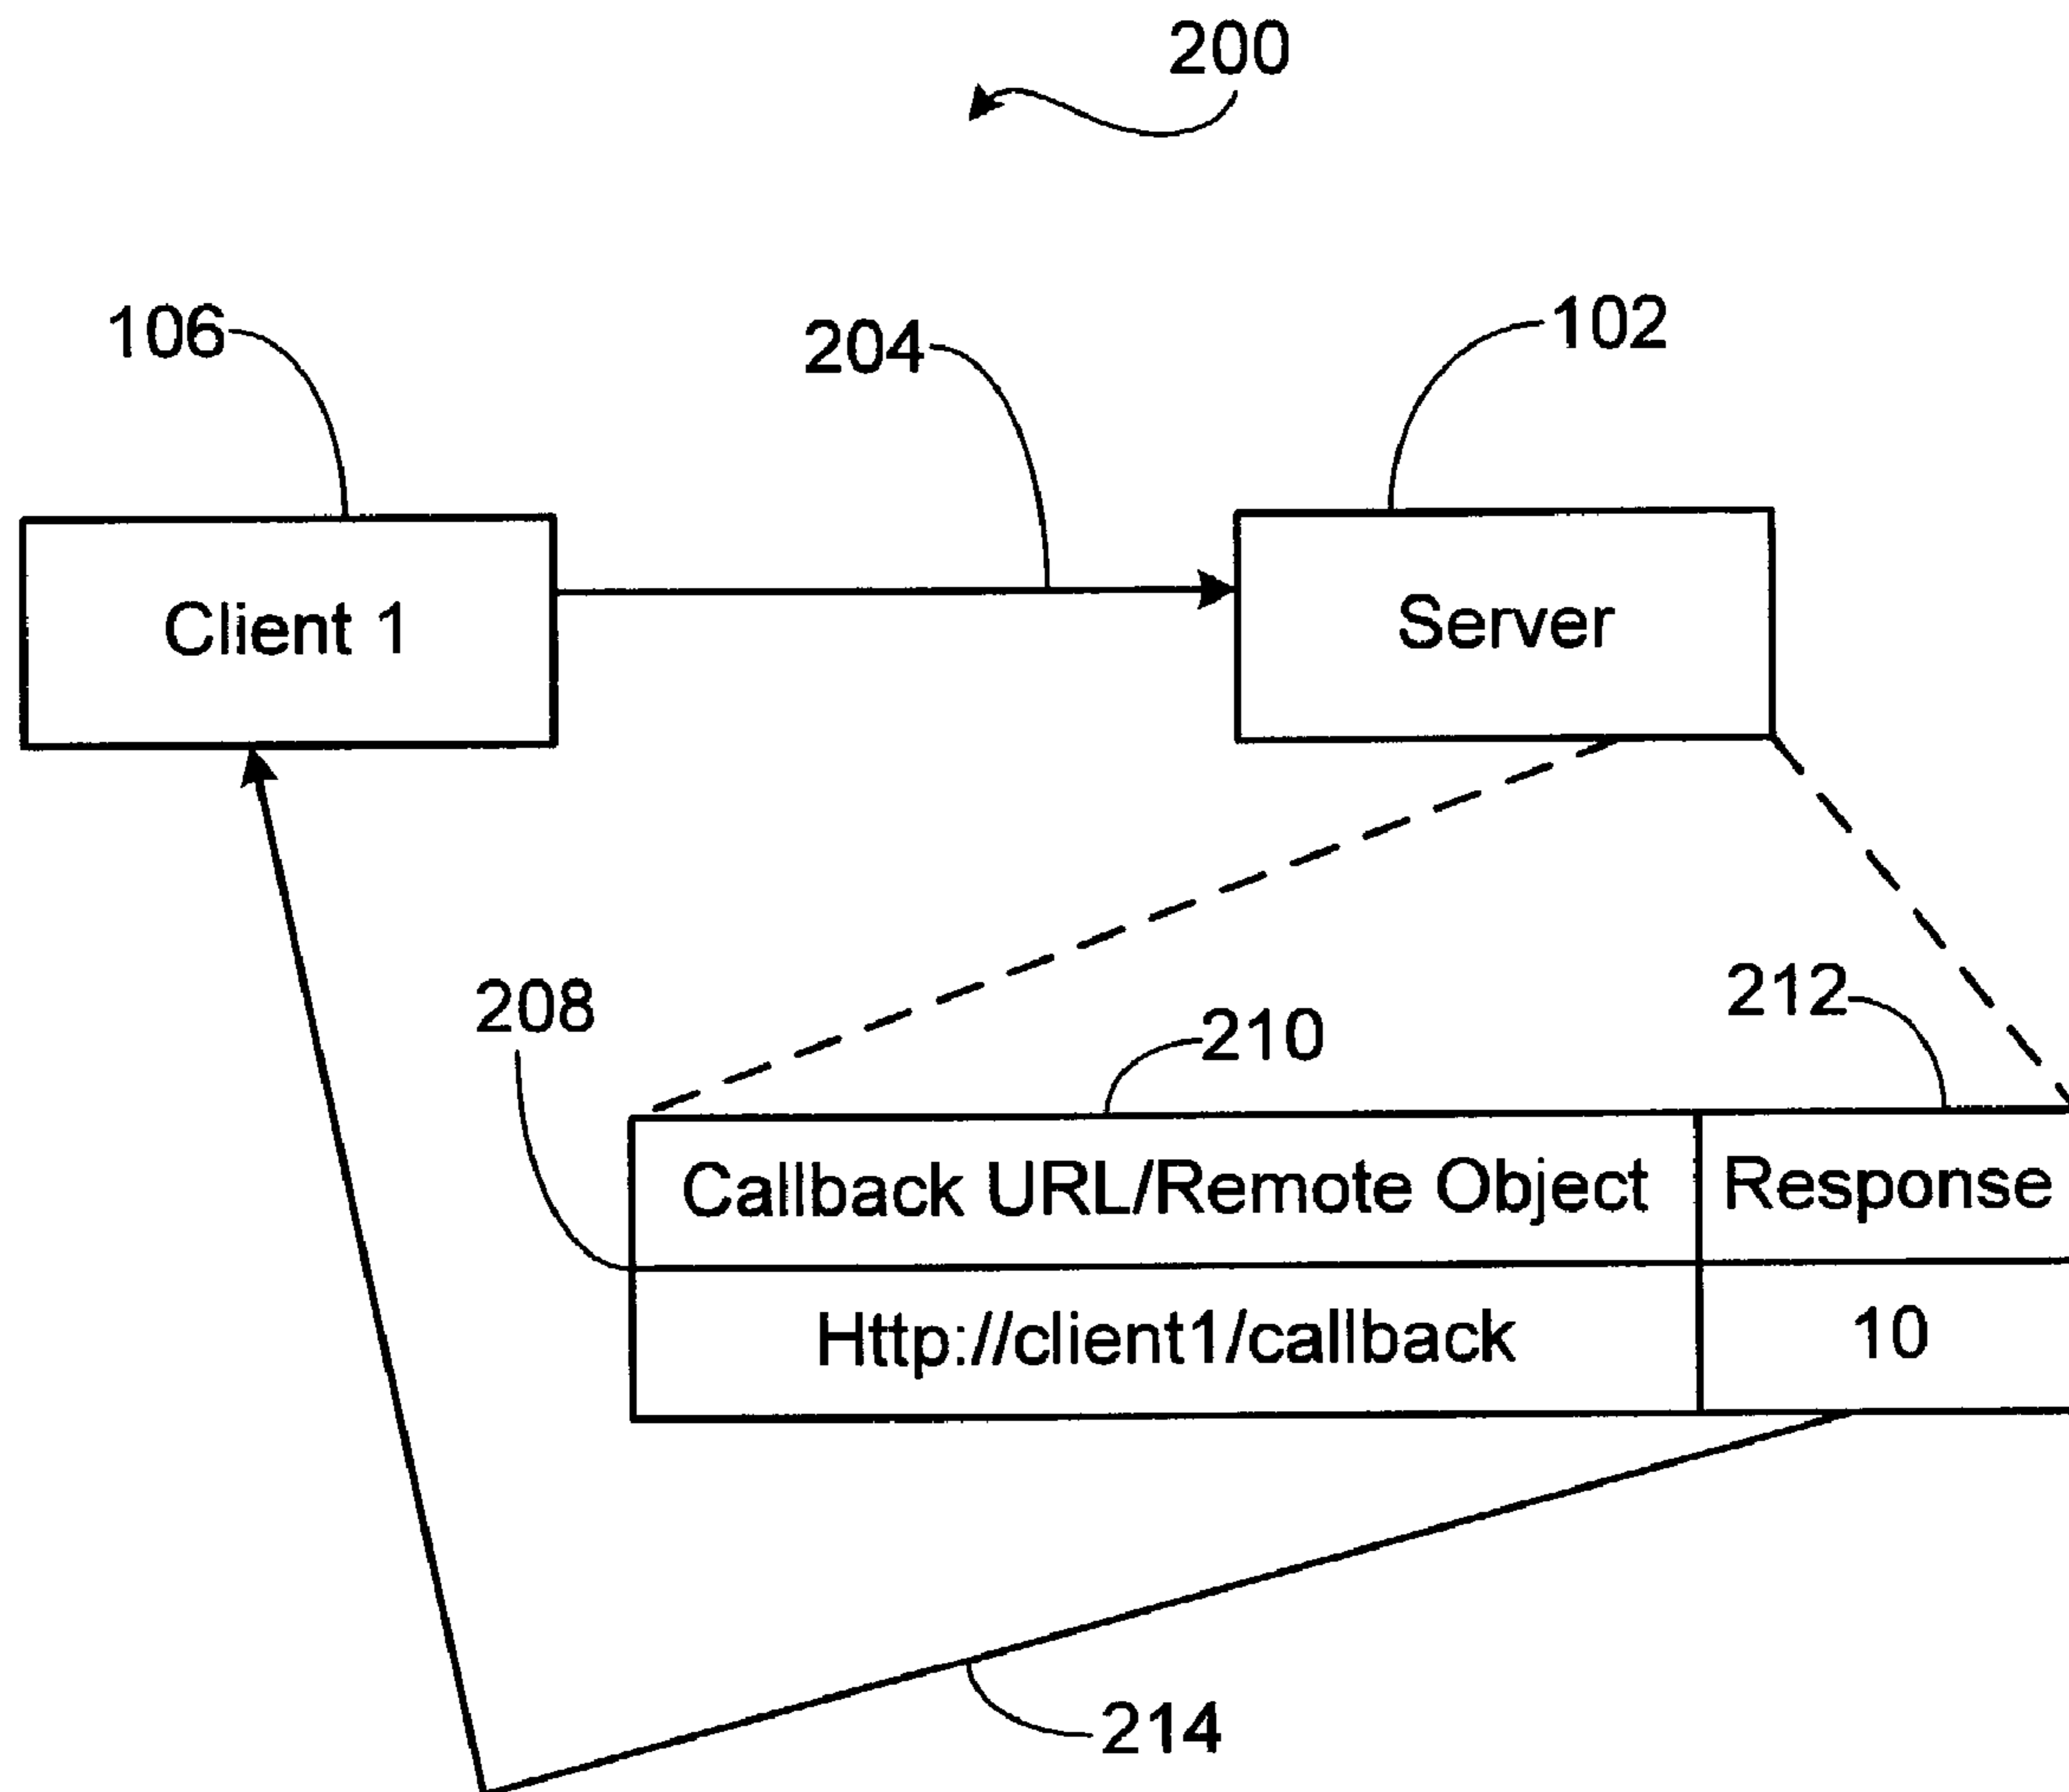 200
106
204
102
Client 1
Server
208
210
212
Callback URL/Remote Object
Response
Http://client1/callback
10
214